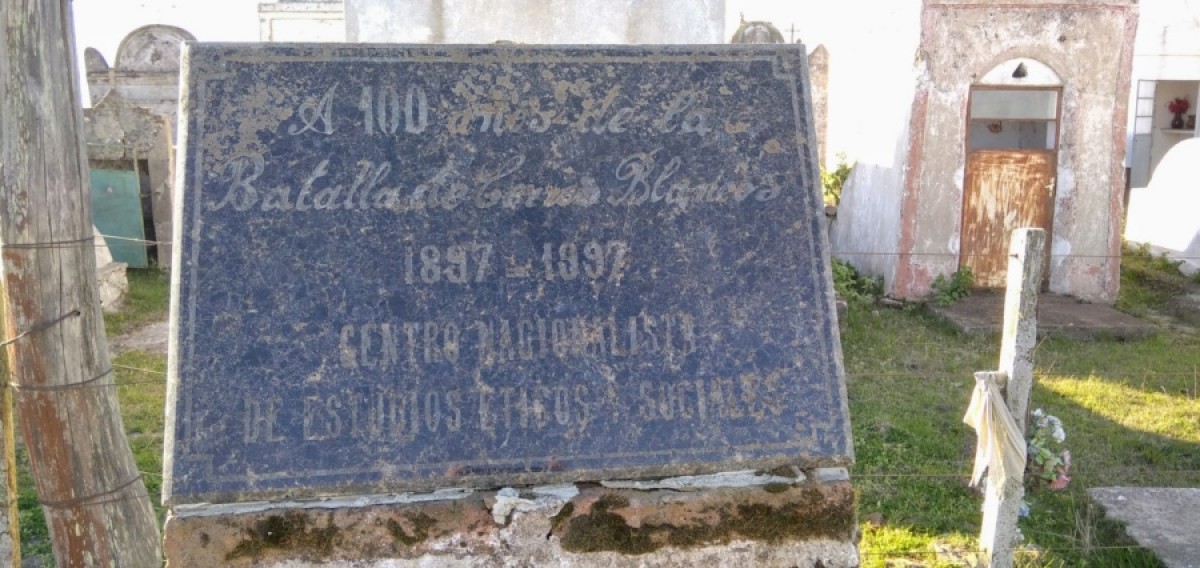 A 100 años de la
Batalla de Cerros Blancos
1897 - 1997
CENTRO NACIONALISTA
DE ESTUDIOS ETICOS Y SOCIALES